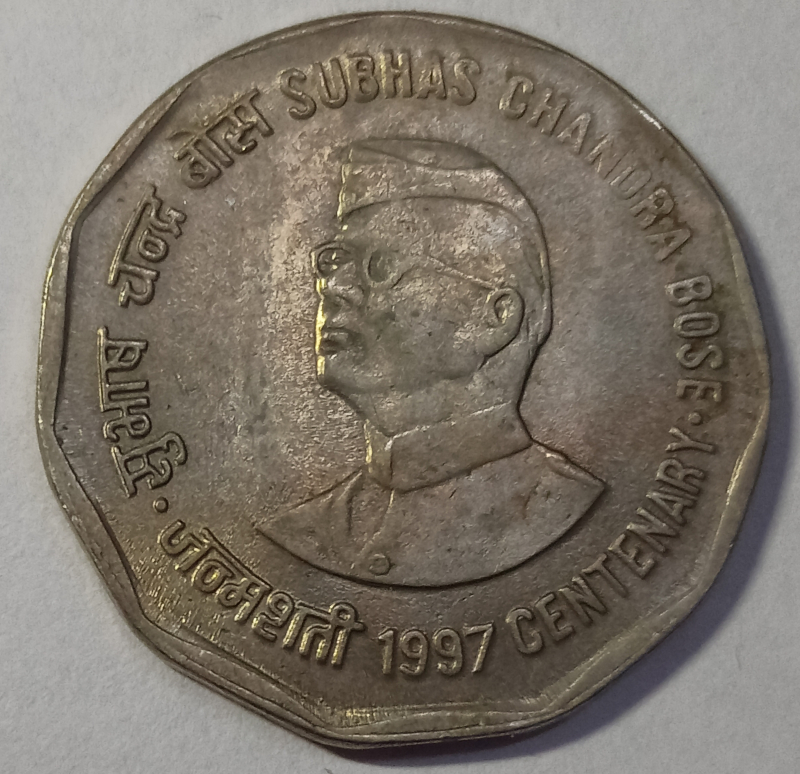 सुभाष चन्द्र बोस SUBHAS CHANDRA BOSE
जन्मशती 1997 CENTENARY